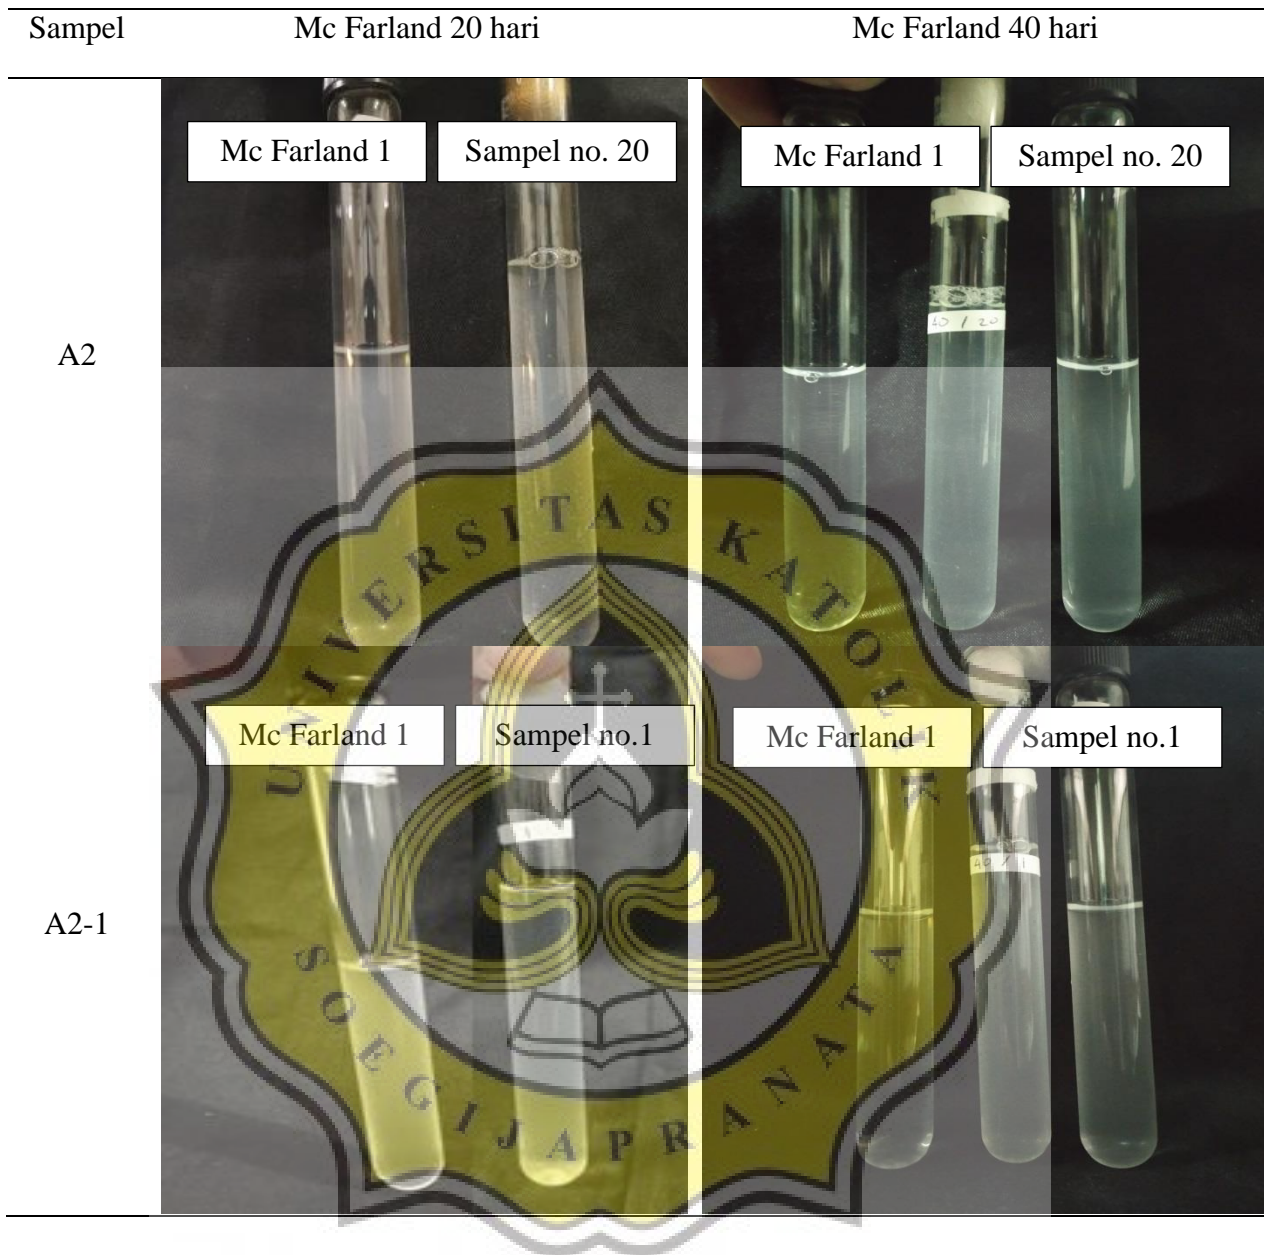 Sampel Mc Farland 20 hari Mc Farland 40 hari
Mc Farland 1 Sampel no. 20 Mc Farland 1 Sampel no. 20
40 / 20
A2
UNIVERSITAS KATOLIK
Mc Farland 1 Sampel no.1 Mc Farland 1 Sampel no.1
40 / 1
A2-1
SOEGIJAPRANATA